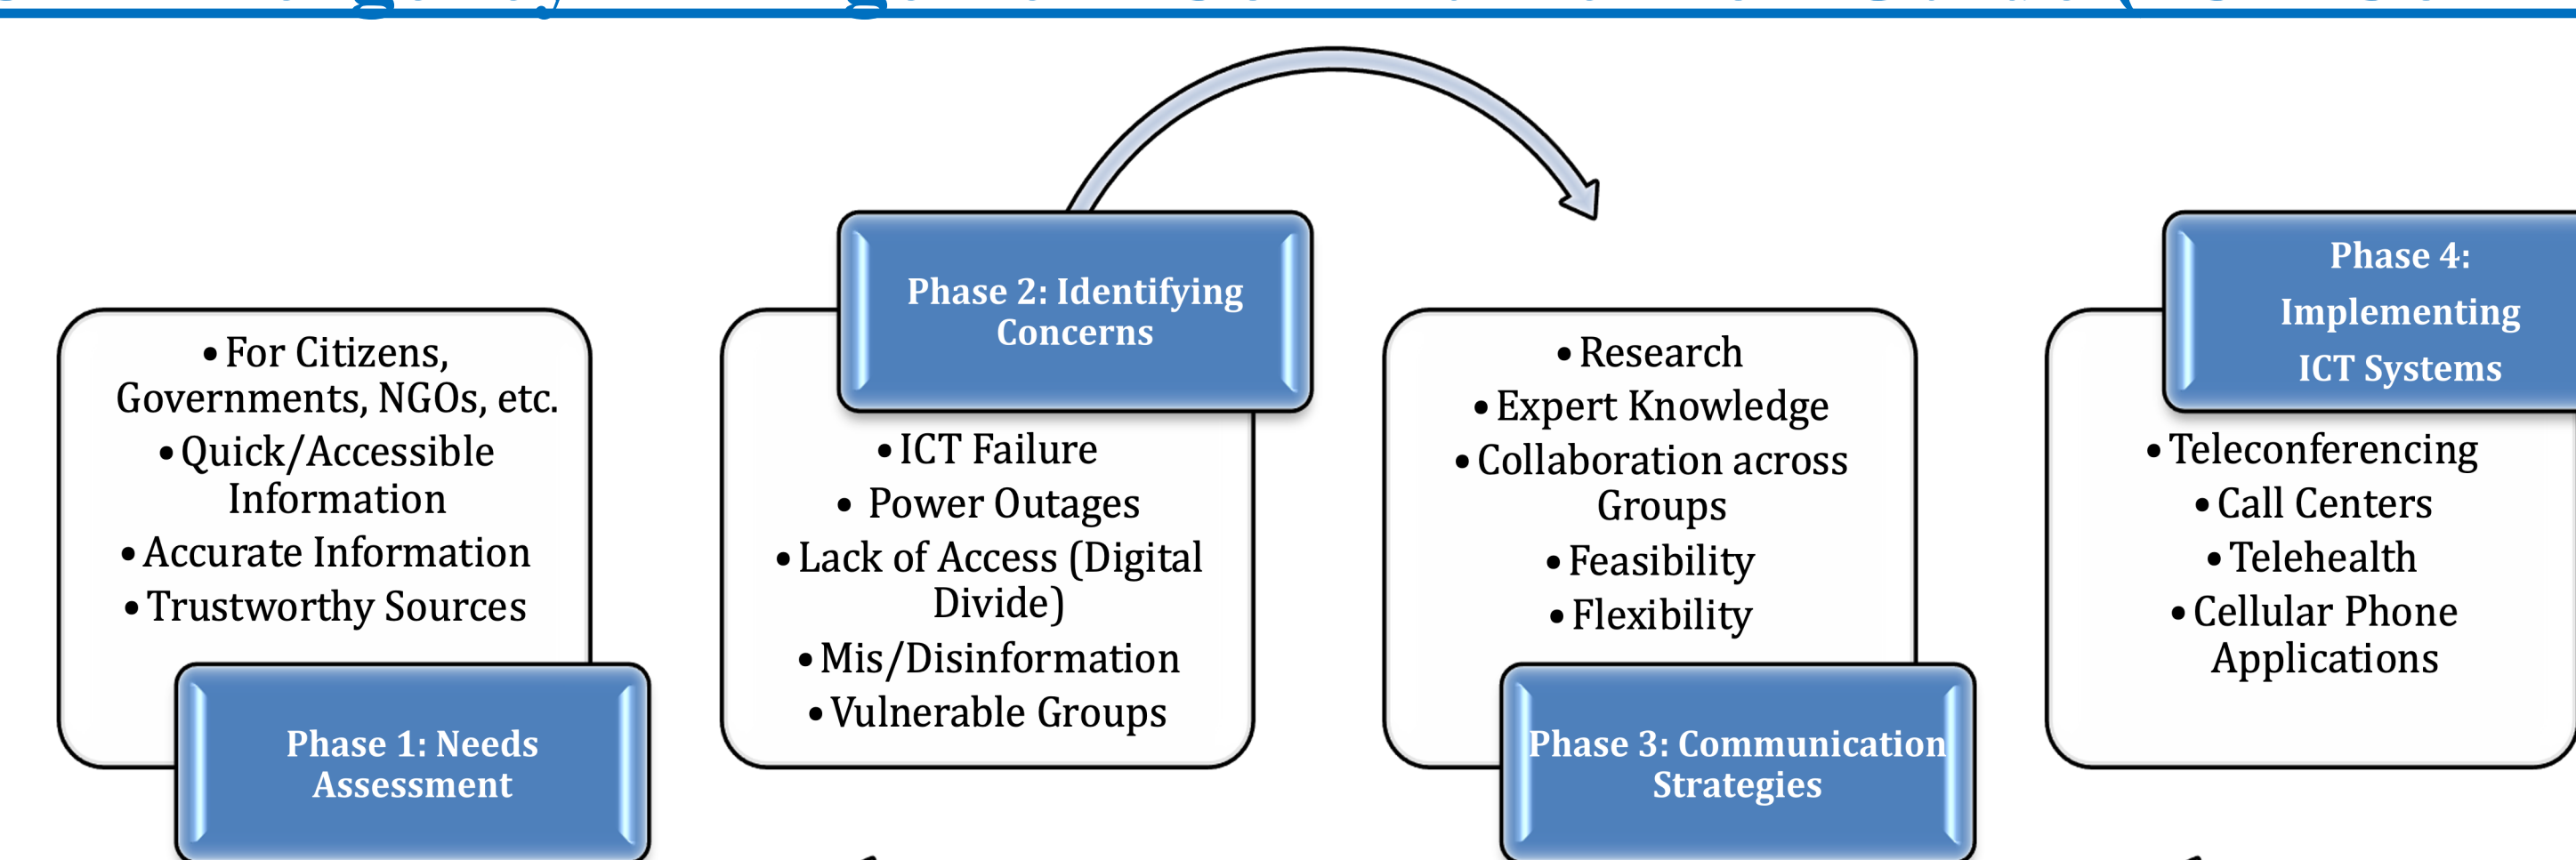 • For Citizens,
Governments, NGOs, etc.
• Quick/Accessible
Information
• Accurate Information
• Trustworthy Sources
Phase 1: Needs
Assessment
Phase 2: Identifying
Concerns
• ICT Failure
• Power Outages
• Lack of Access (Digital
Divide)
• Mis/Disinformation
• Vulnerable Groups
• Research
• Expert Knowledge
• Collaboration across
Groups
• Feasibility
• Flexibility
Phase 3: Communication
Strategies
Phase 4:
Implementing
ICT Systems
• Teleconferencing
• Call Centers
• Telehealth
• Cellular Phone
Applications